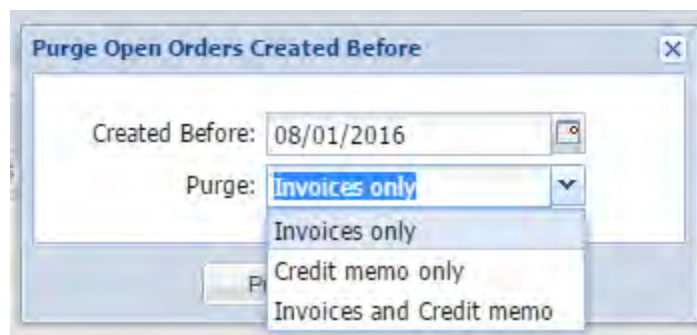 Purge Open Orders Created Before
Created Before: 08/01/2016
Purge: Invoices only
Invoices only
Credit memo only
Invoices and Credit memo